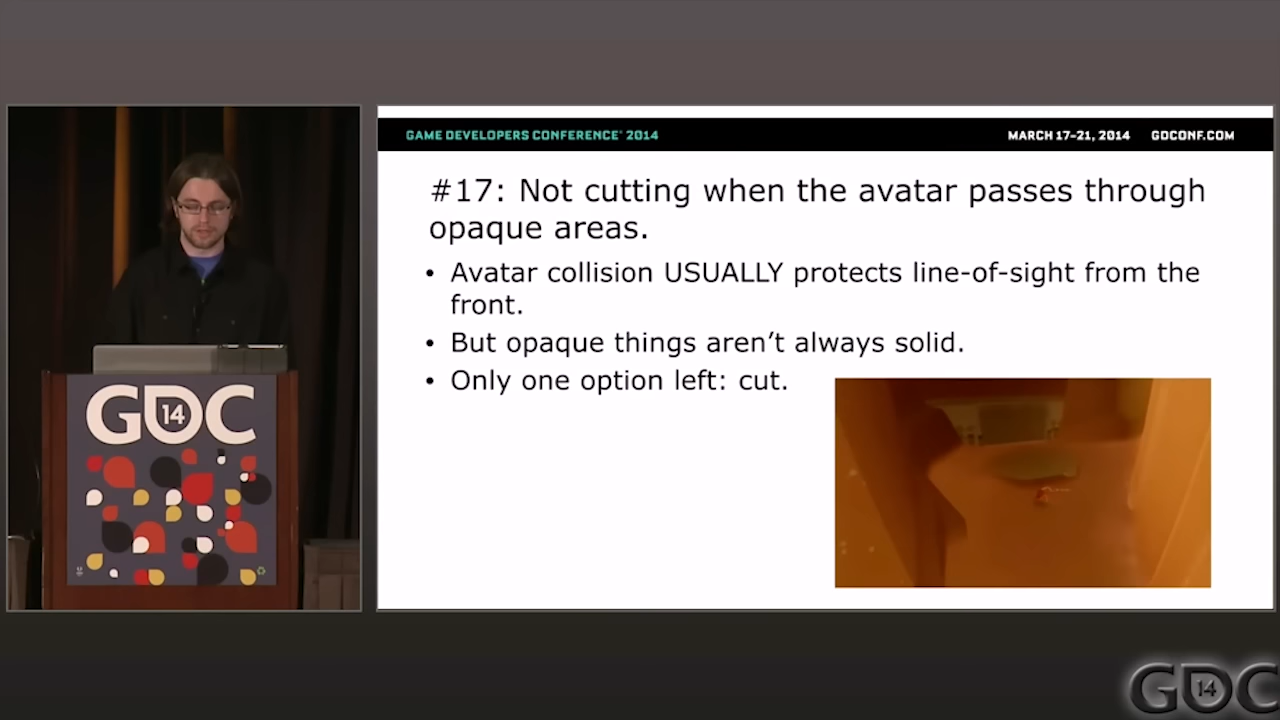 GAME DEVELOPERS CONFERENCE® 2014
MARCH 17–21, 2014 GDCONF.COM
#17: Not cutting when the avatar passes through
opaque areas.
• Avatar collision USUALLY protects line-of-sight from the
front.
• But opaque things aren’t always solid.
• Only one option left: cut.
GDC
14
GDC
14